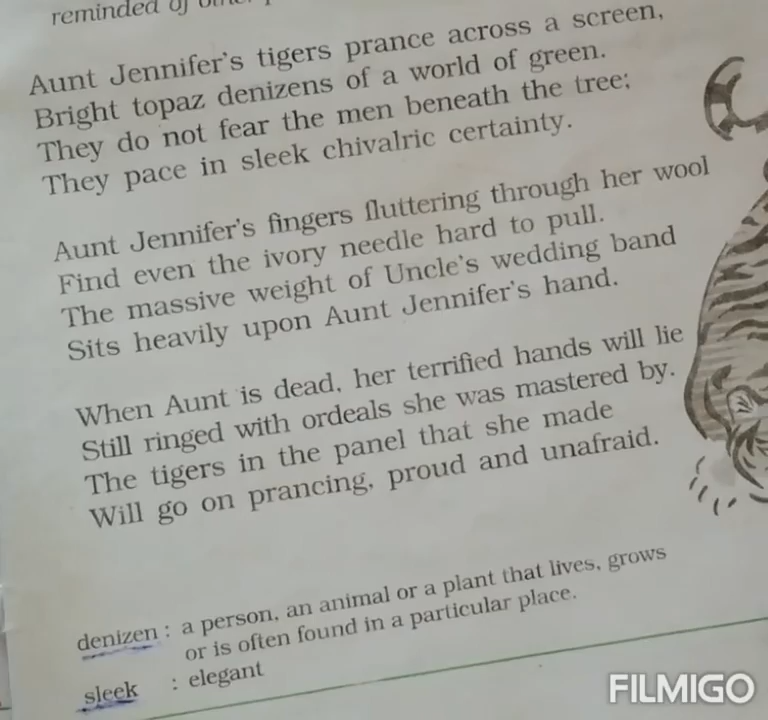 reminded of
Aunt Jennifer's tigers prance across a screen,
Bright topaz denizens of a world of green.
They do not fear the men beneath the tree;
They pace in sleek chivalric certainty.
Aunt Jennifer's fingers fluttering through her wool
Find even the ivory needle hard to pull.
The massive weight of Uncle's wedding band
Sits heavily upon Aunt Jennifer's hand.
When Aunt is dead, her terrified hands will lie
Still ringed with ordeals she was mastered by.
The tigers in the panel that she made
Will go on prancing, proud and unafraid.
denizen : a person, an animal or a plant that lives, grows
or is often found in a particular place.
sleek : elegant
FILMIGO